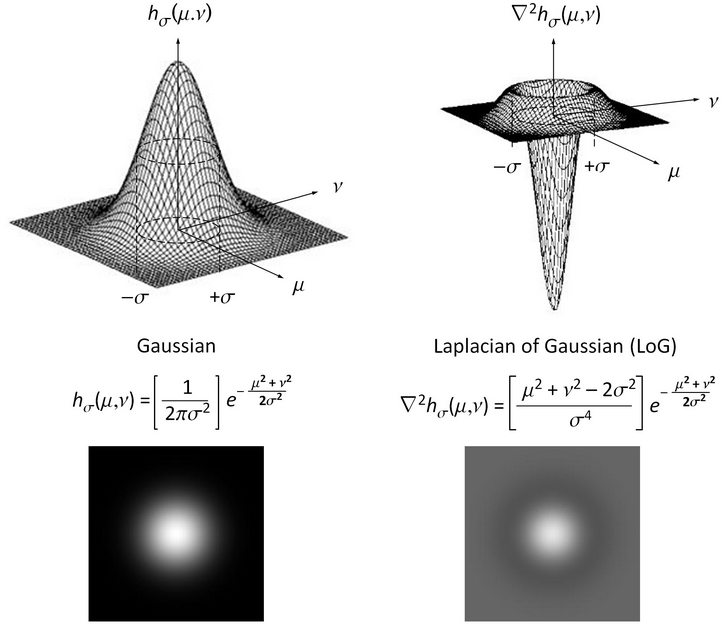 hσ(μ.ν)
ν
−σ
+σ
μ
Gaussian
hσ(μ,ν) = [1 / 2πσ²] e^−(μ² + ν²)/2σ²
∇²hσ(μ,ν)
ν
−σ
+σ
μ
Laplacian of Gaussian (LoG)
∇²hσ(μ,ν) = [(μ² + ν² − 2σ²) / σ⁴] e^−(μ² + ν²)/2σ²